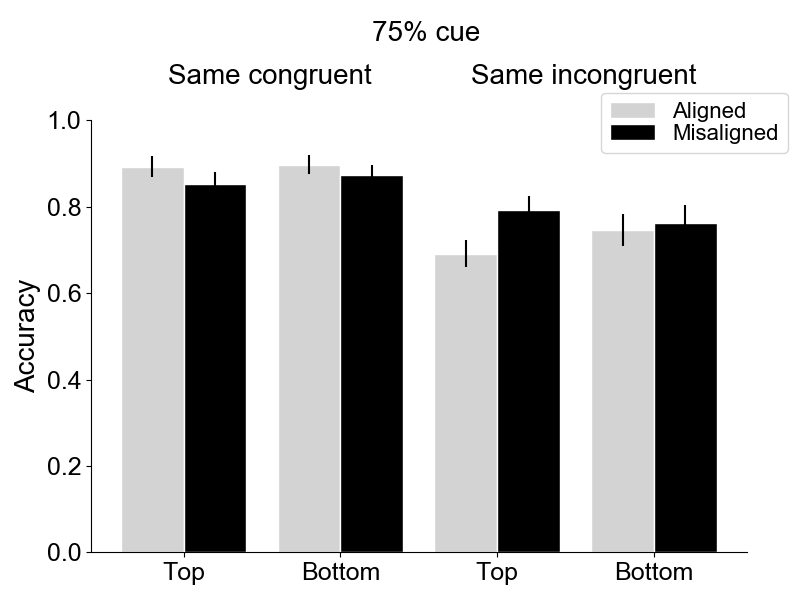 75% cue
Same congruent
Same incongruent
Aligned
Misaligned
1.0
0.8
0.6
0.4
0.2
0.0
Accuracy
Top
Bottom
Top
Bottom